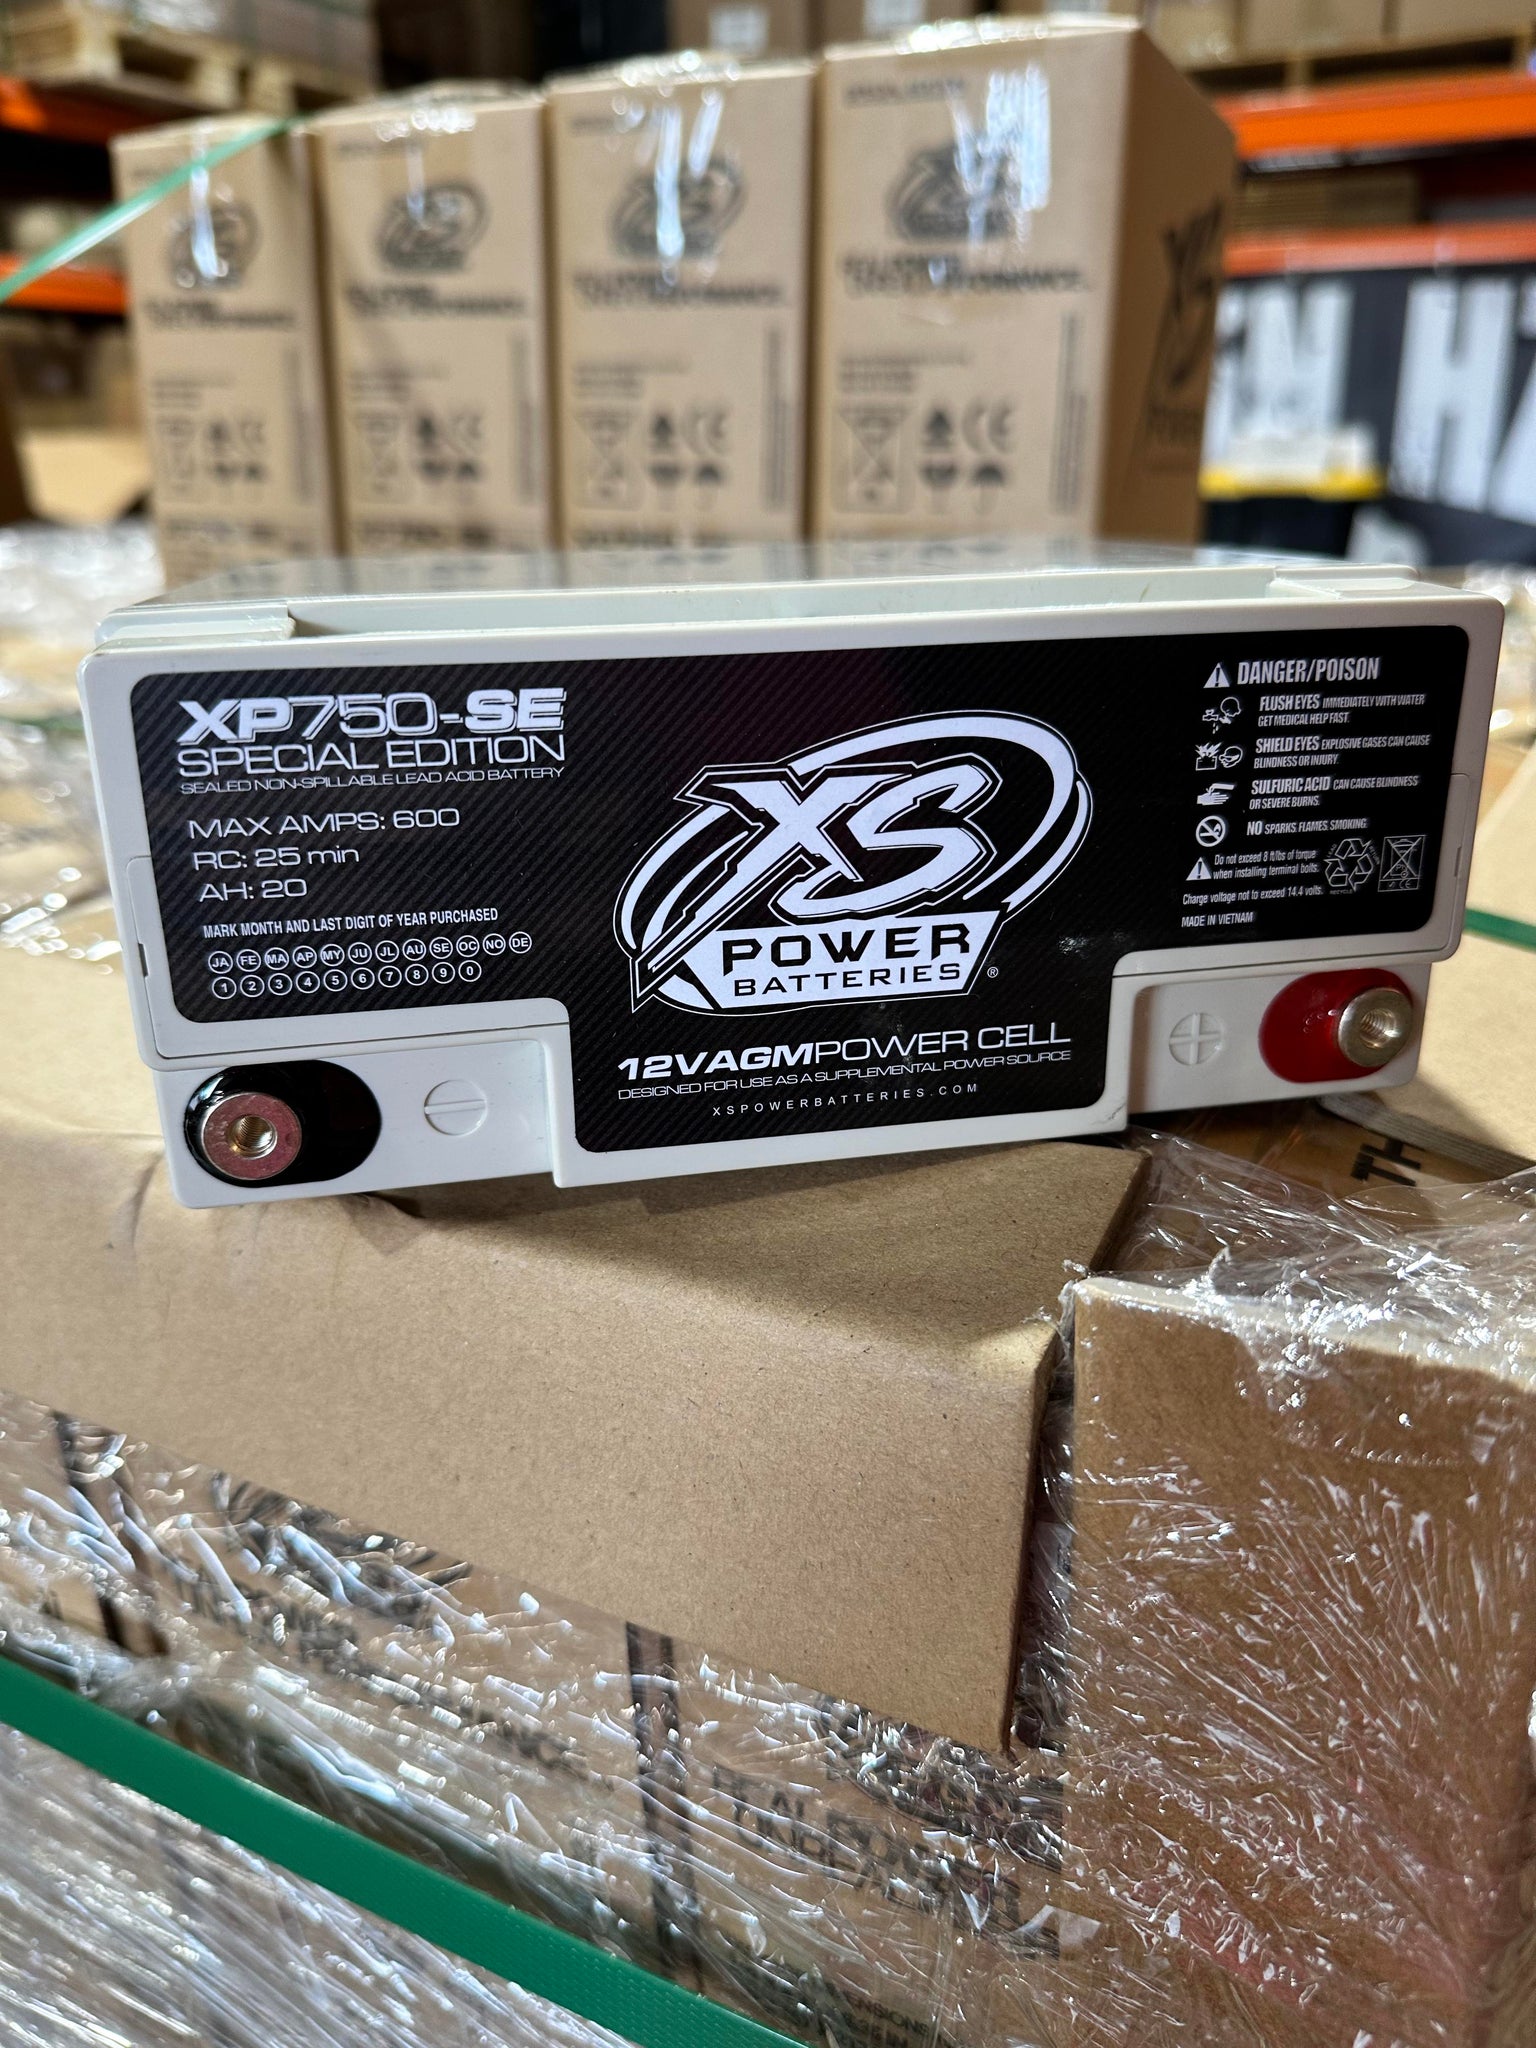 XS
XP750-SE
SPECIAL EDITION
SEALED NON-SPILLABLE LEAD ACID BATTERY
MAX AMPS: 600
RC: 25 min
AH: 20
MARK MONTH AND LAST DIGIT OF YEAR PURCHASED
JA FE MA AP MY JU JL AU SE OC NO DE
1 2 3 4 5 6 7 8 9 0
XS
POWER
BATTERIES ®
12VAGMPOWER CELL
DESIGNED FOR USE AS A SUPPLEMENTAL POWER SOURCE
XSPOWERBATTERIES.COM
DANGER/POISON
FLUSH EYES IMMEDIATELY WITH WATER
GET MEDICAL HELP FAST.
SHIELD EYES EXPLOSIVE GASES CAN CAUSE
BLINDNESS OR INJURY.
SULFURIC ACID CAN CAUSE BLINDNESS
OR SEVERE BURNS.
NO SPARKS. FLAMES. SMOKING.
Do not exceed 8 ft/lbs of torque
when installing terminal bolts.
Charge voltage not to exceed 14.4 volts.
MADE IN VIETNAM
RECYCLE